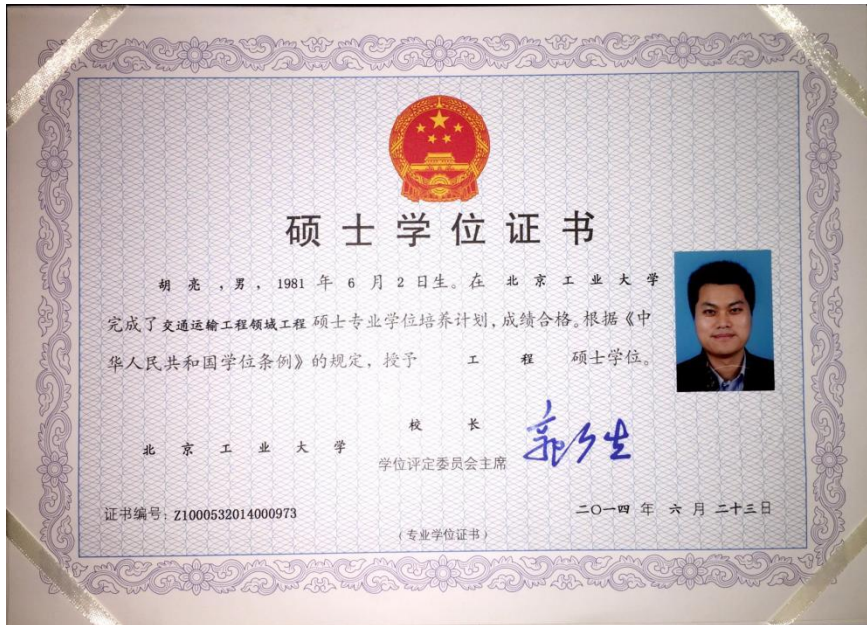 硕士学位证书
胡亮,男,1981年6月2日生。在 北京工业大学
完成了交通运输工程领域工程硕士专业学位培养计划,成绩合格。根据《中
华人民共和国学位条例》的规定,授予 工程 硕士学位。
校长
北京工业大学
学位评定委员会主席
证书编号:Z1000532014000973
二〇一四年六月二十三日
(专业学位证书)